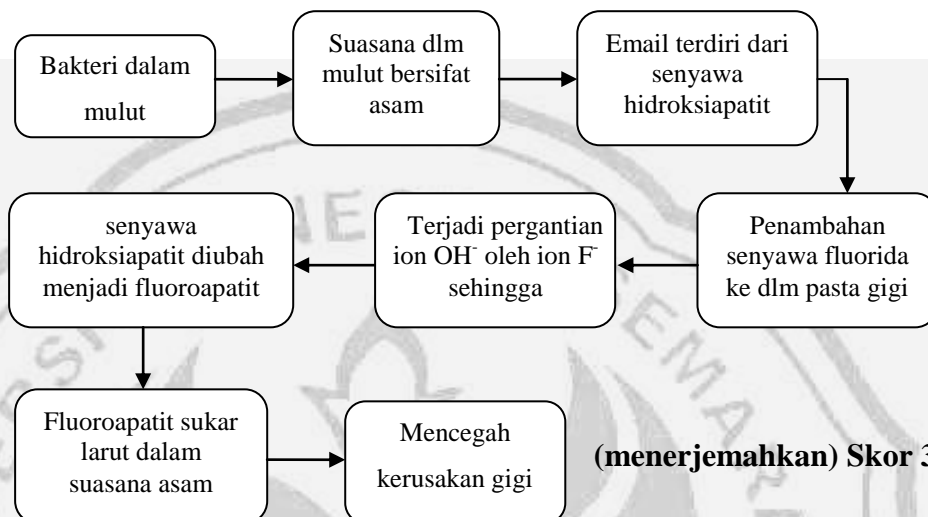 Bakteri dalam
mulut
Suasana dlm
mulut bersifat
asam
Email terdiri dari
senyawa
hidroksiapatit
Penambahan
senyawa fluorida
ke dlm pasta gigi
Terjadi pergantian
ion OH⁻ oleh ion F⁻
sehingga
senyawa
hidroksiapatit diubah
menjadi fluoroapatit
Fluoroapatit sukar
larut dalam
suasana asam
Mencegah
kerusakan gigi
(menerjemahkan) Skor 3